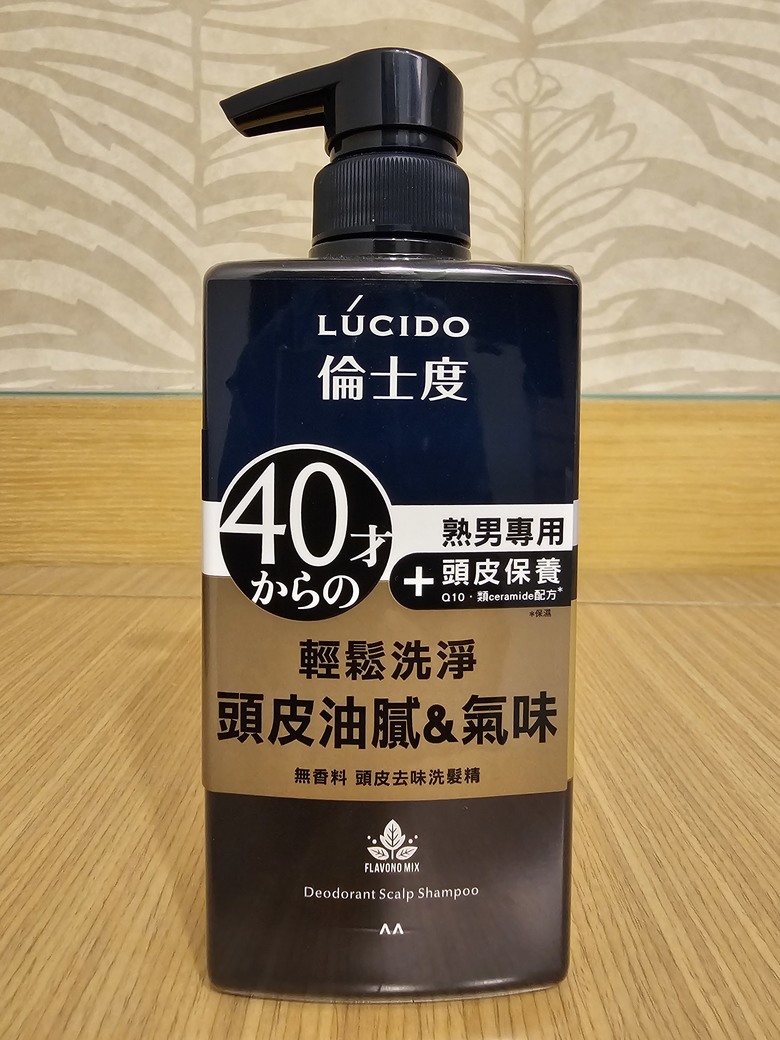 LÚCIDO
倫士度
40才
からの
熟男專用
+頭皮保養
Q10・類ceramide配方*
*保濕
輕鬆洗淨
頭皮油膩&氣味
無香料 頭皮去味洗髮精
FLAVONO MIX
Deodorant Scalp Shampoo